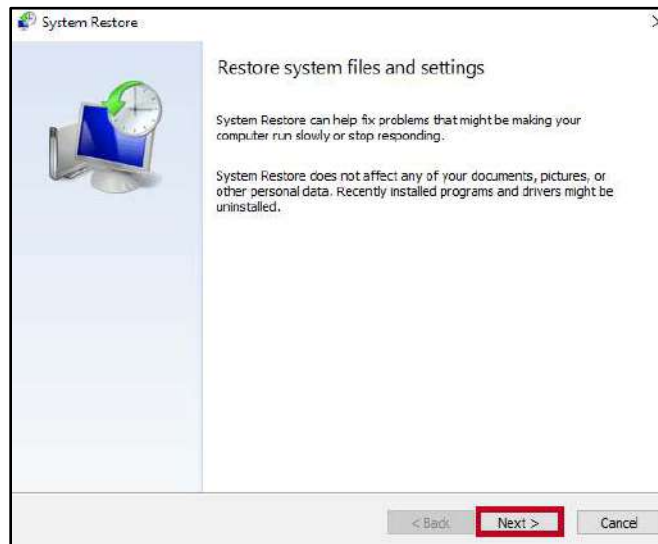 System Restore
Restore system files and settings
System Restore can help fix problems that might be making your
computer run slowly or stop responding.
System Restore does not affect any of your documents, pictures, or
other personal data. Recently installed programs and drivers might be
uninstalled.
< Back Next > Cancel